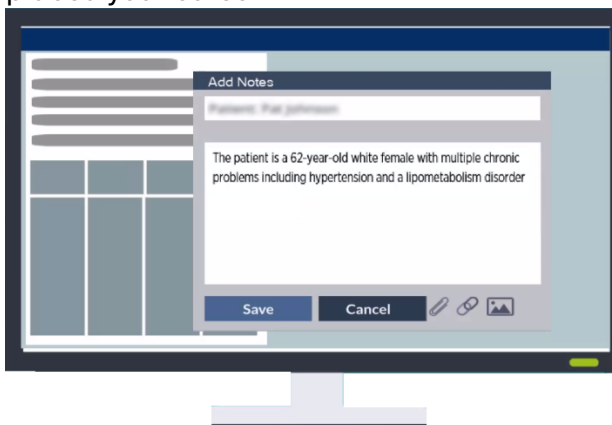 Add Notes
The patient is a 62-year-old white female with multiple chronic
problems including hypertension and a lipometabolism disorder
Save
Cancel